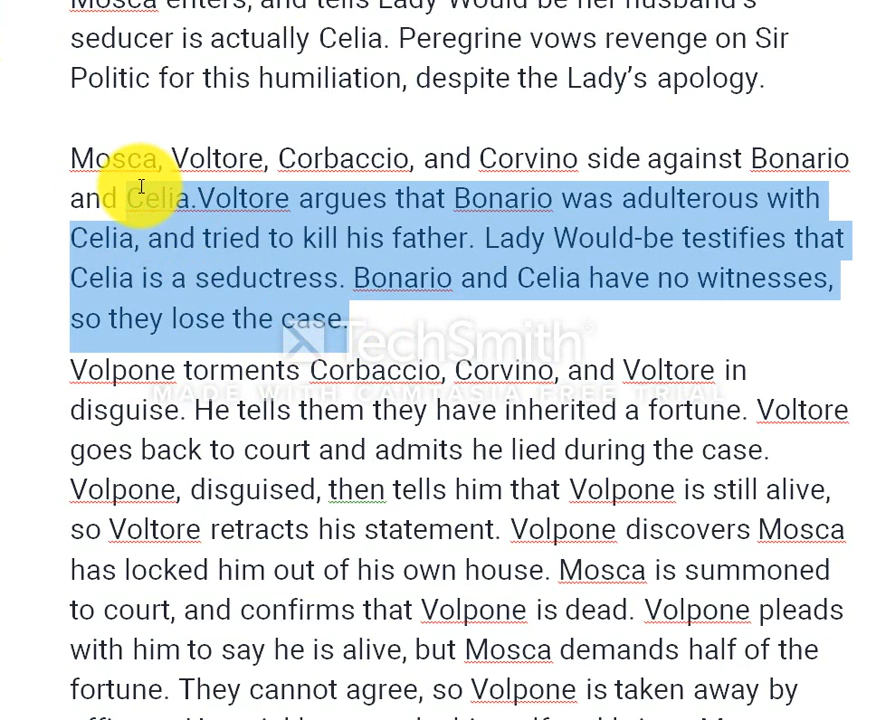 Mosca enters, and tells Lady Would be her husband's
seducer is actually Celia. Peregrine vows revenge on Sir
Politic for this humiliation, despite the Lady’s apology.
Mosca, Voltore, Corbaccio, and Corvino side against Bonario
and Celia.Voltore argues that Bonario was adulterous with
Celia, and tried to kill his father. Lady Would-be testifies that
Celia is a seductress. Bonario and Celia have no witnesses,
so they lose the case.
TechSmith
MADE WITH CAMTASIA FREE TRIAL
Volpone torments Corbaccio, Corvino, and Voltore in
disguise. He tells them they have inherited a fortune. Voltore
goes back to court and admits he lied during the case.
Volpone, disguised, then tells him that Volpone is still alive,
so Voltore retracts his statement. Volpone discovers Mosca
has locked him out of his own house. Mosca is summoned
to court, and confirms that Volpone is dead. Volpone pleads
with him to say he is alive, but Mosca demands half of the
fortune. They cannot agree, so Volpone is taken away by